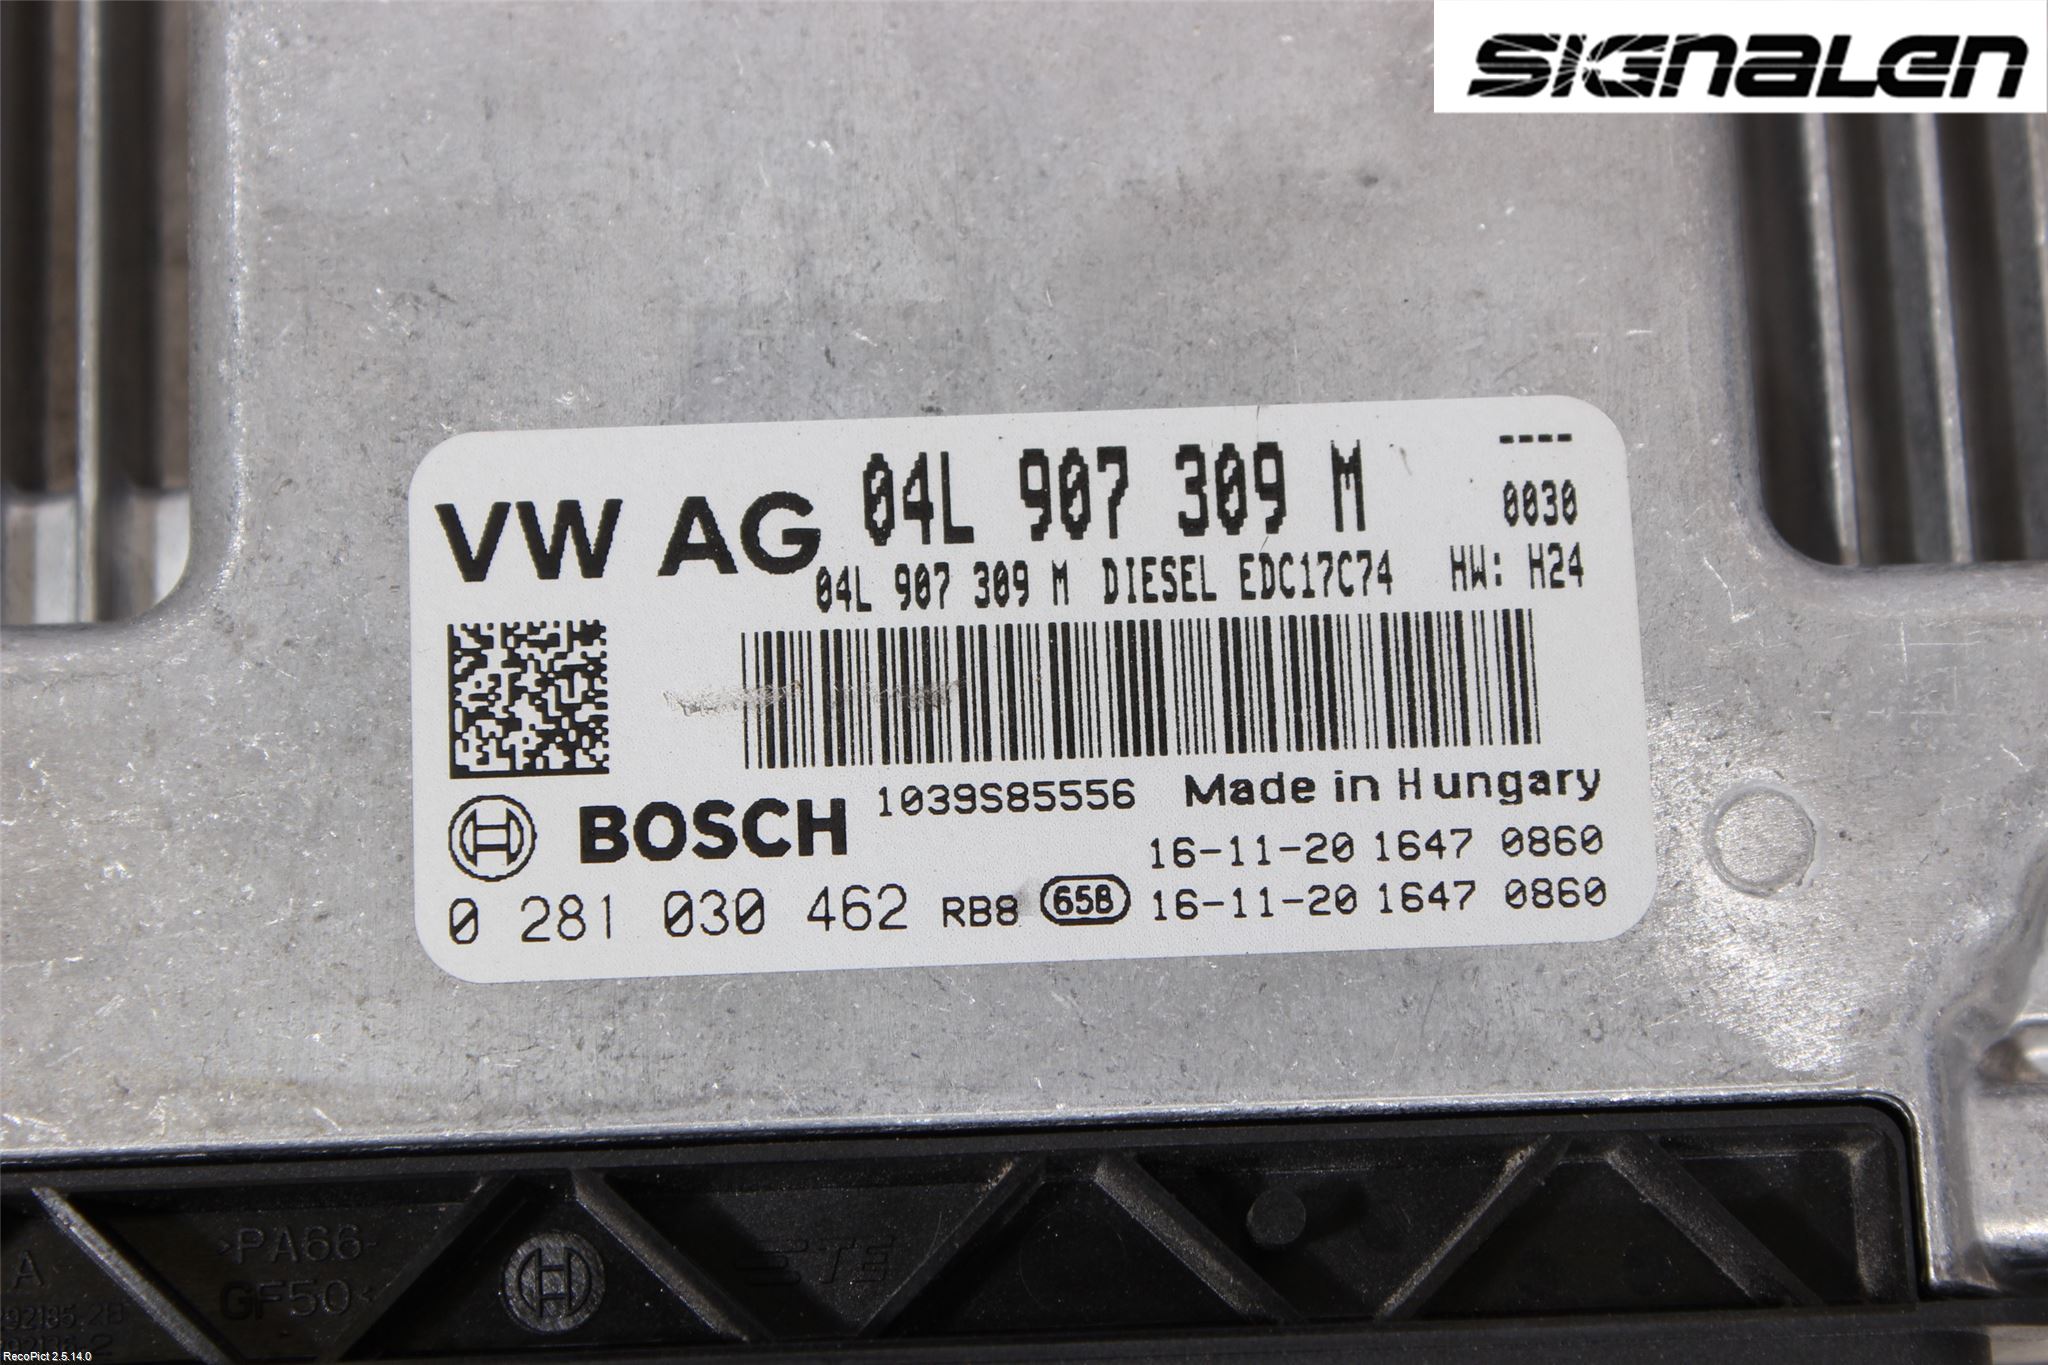 SIGNALEN
VW AG 04L 907 309 M ----
0030
04L 907 309 M DIESEL EDC17C74 HW: H24
1039S85556 Made in Hungary
BOSCH
16-11-20 1647 0860
0 281 030 462 RB8 65B 16-11-20 1647 0860
>PA66-
GF50<
STE
A
RecoPict 2.5.14.0